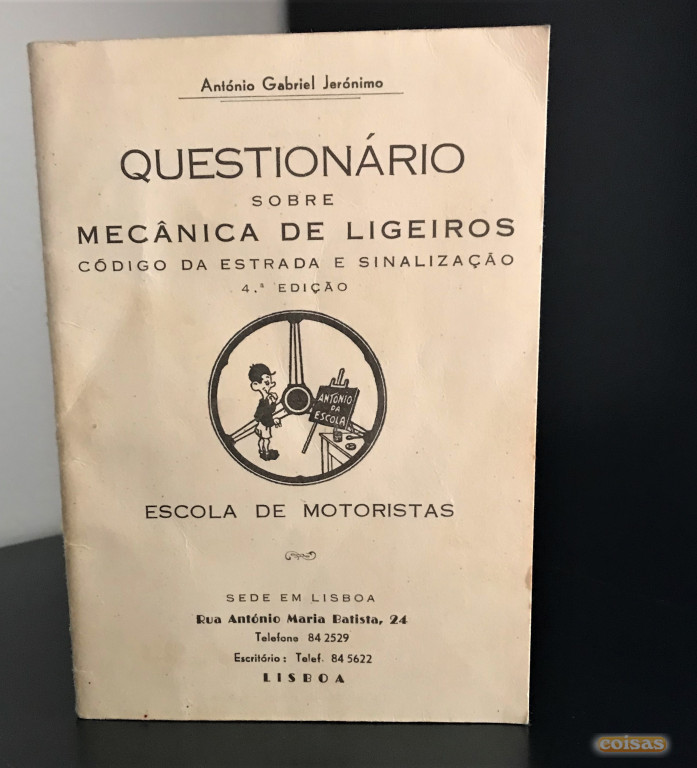 António Gabriel Jerónimo
QUESTIONÁRIO
SOBRE
MECÂNICA DE LIGEIROS
CÓDIGO DA ESTRADA E SINALIZAÇÃO
4.ª EDIÇÃO
ANTÓNIO
DA
ESCOLA
ESCOLA DE MOTORISTAS
SEDE EM LISBOA
Rua António Maria Batista, 24
Telefone 84 2529
Escritório: Telef. 84 5622
LISBOA
coisas